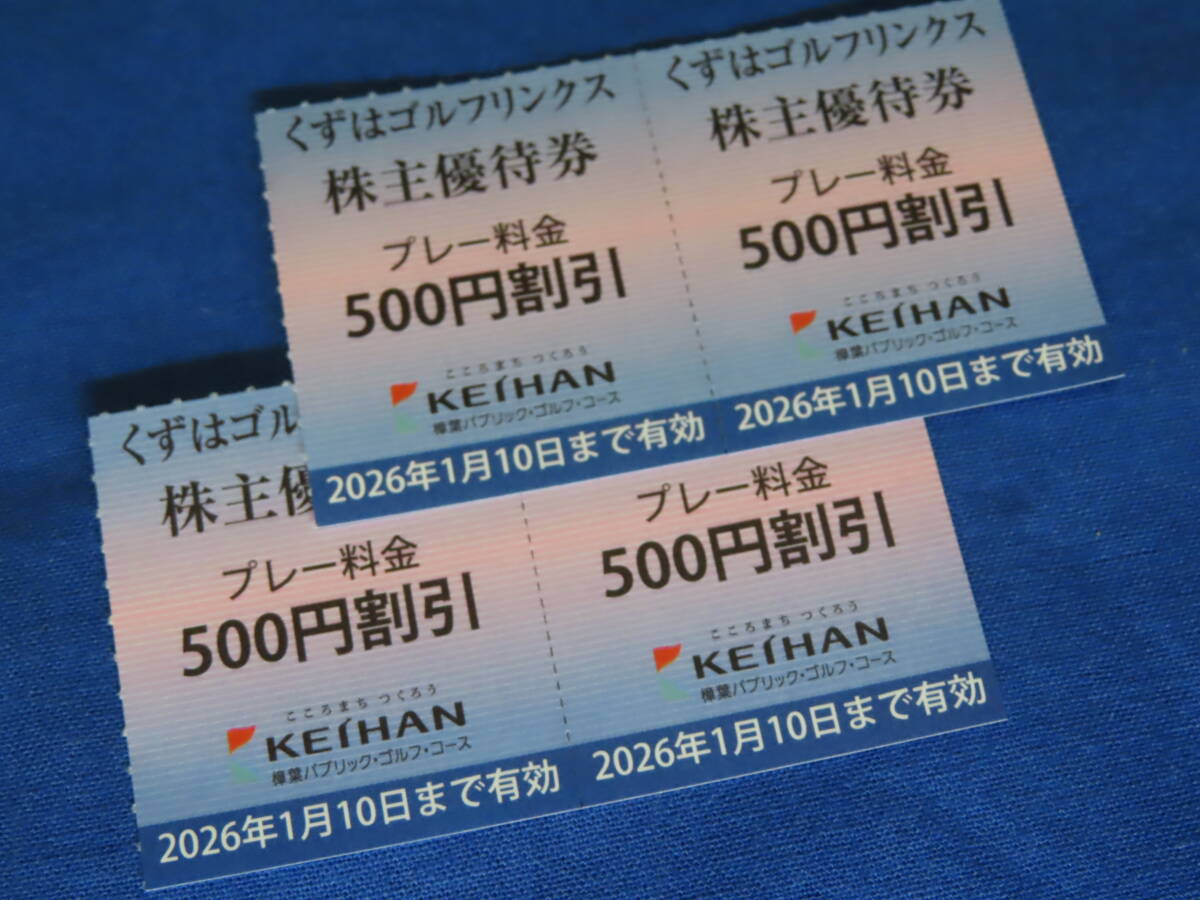 くずはゴルフリンクス
株主優待券
プレー料金
500円割引
こころまち つくろう
KEIHAN
樟葉パブリック・ゴルフ・コース
2026年1月10日まで有効
くずはゴルフリンクス
株主優待券
プレー料金
500円割引
こころまち つくろう
KEIHAN
樟葉パブリック・ゴルフ・コース
2026年1月10日まで有効
くずはゴル
株主優
プレー料金
500円割引
こころまち つくろう
KEIHAN
樟葉パブリック・ゴルフ・コース
2026年1月10日まで有効
プレー料金
500円割引
こころまち つくろう
KEIHAN
樟葉パブリック・ゴルフ・コース
2026年1月10日まで有効